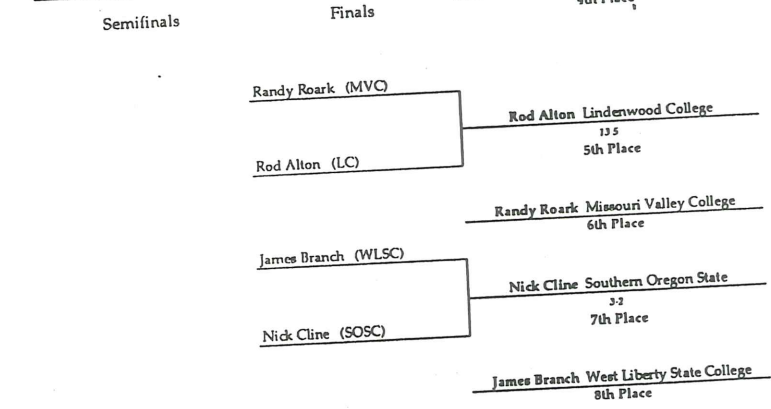 Semifinals
Finals
Randy Roark (MVC)
Rod Alton Lindenwood College
13 5
5th Place
Rod Alton (LC)
Randy Roark Missouri Valley College
6th Place
James Branch (WLSC)
Nick Cline Southern Oregon State
3-2
7th Place
Nick Cline (SOSC)
James Branch West Liberty State College
8th Place